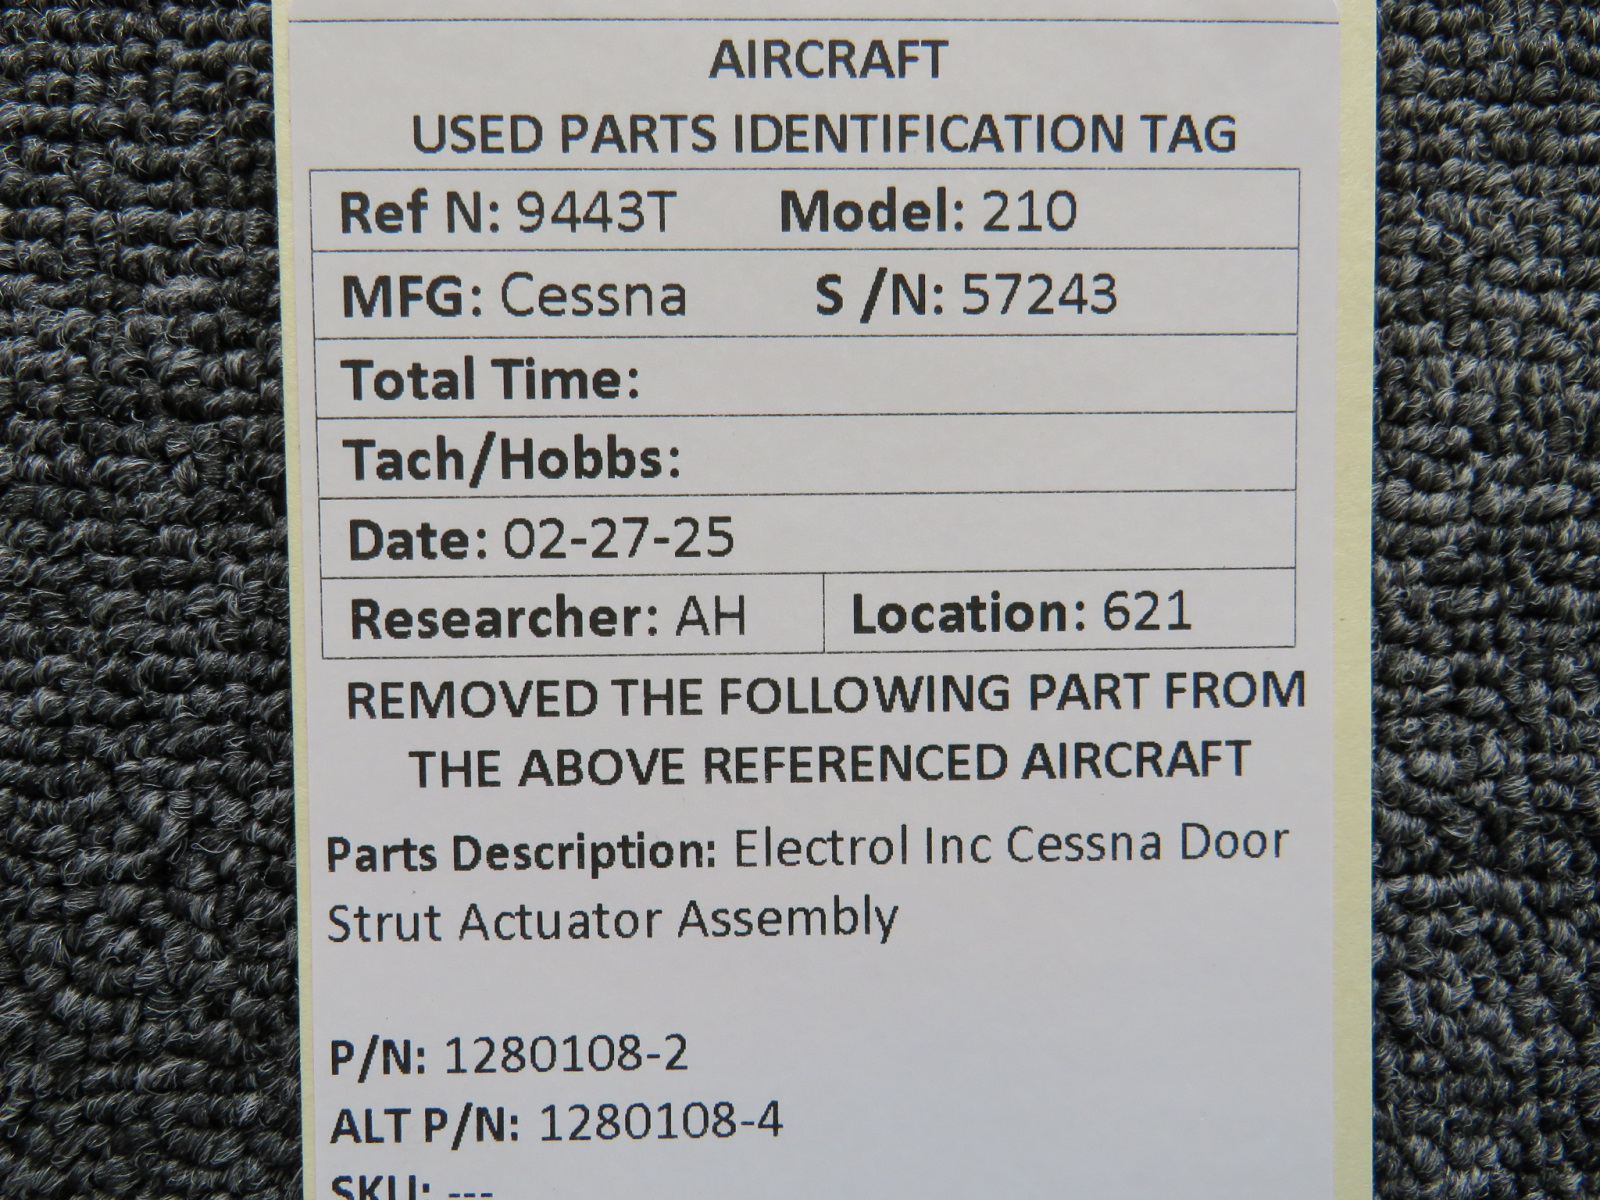 AIRCRAFT
USED PARTS IDENTIFICATION TAG
Ref N: 9443T Model: 210
MFG: Cessna S /N: 57243
Total Time:
Tach/Hobbs:
Date: 02-27-25
Researcher: AH Location: 621
REMOVED THE FOLLOWING PART FROM
THE ABOVE REFERENCED AIRCRAFT
Parts Description: Electrol Inc Cessna Door
Strut Actuator Assembly
P/N: 1280108-2
ALT P/N: 1280108-4
SKU: ---